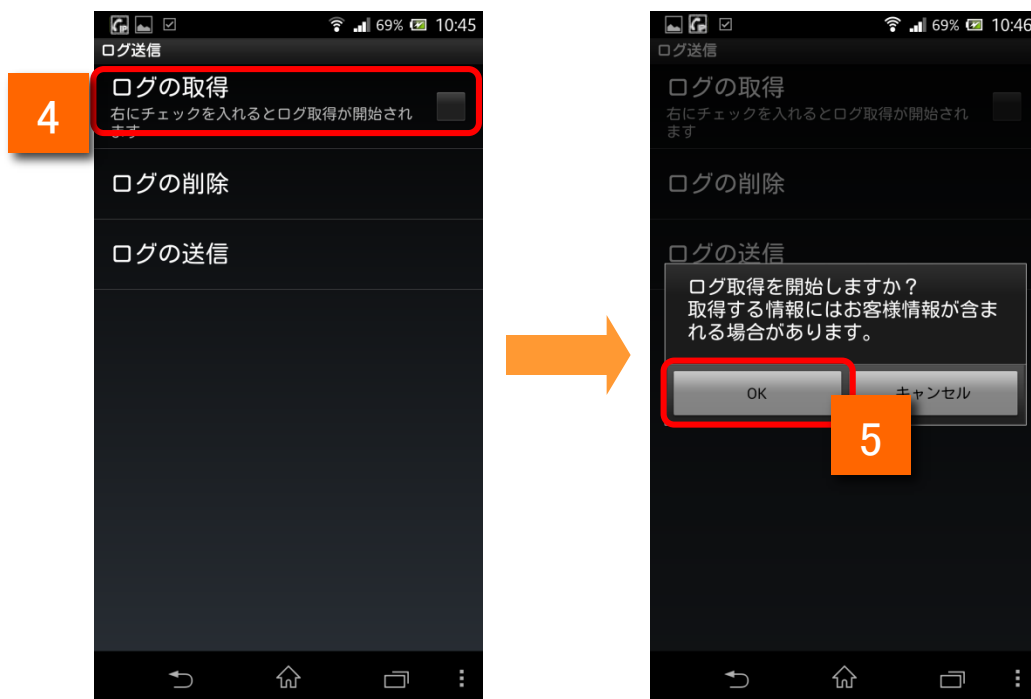 69% 10:45
ログ送信
4
ログの取得
右にチェックを入れるとログ取得が開始され
ます
ログの削除
ログの送信
69% 10:46
ログ送信
ログの取得
右にチェックを入れるとログ取得が開始され
ます
ログの削除
ログの送信
ログ取得を開始しますか？
取得する情報にはお客様情報が含ま
れる場合があります。
OK
キャンセル
5